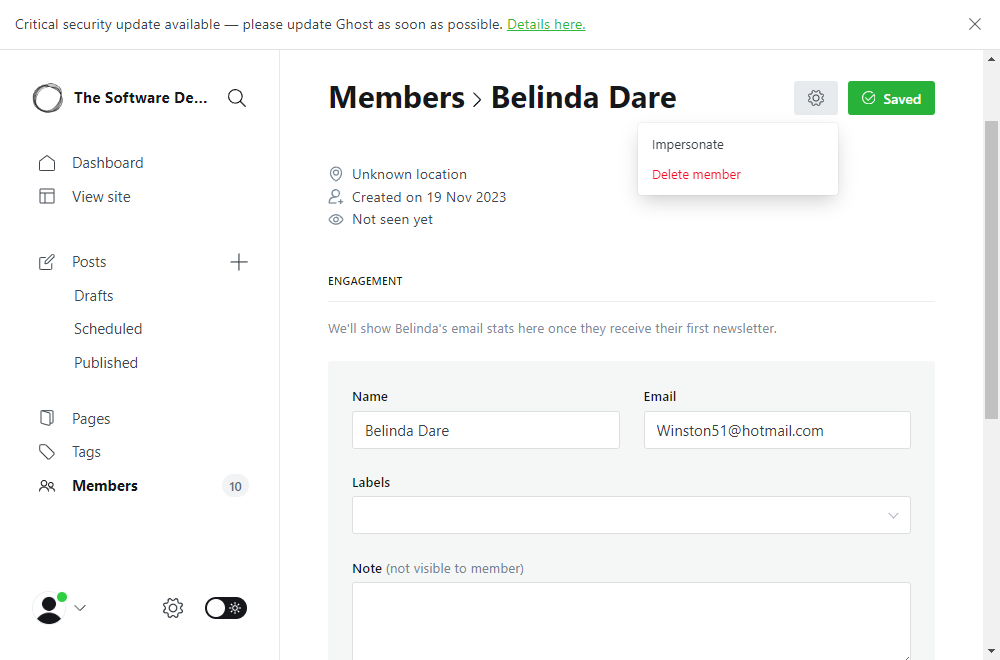 Critical security update available — please update Ghost as soon as possible. Details here.
The Software De...
Dashboard
View site
Posts
Drafts
Scheduled
Published
Pages
Tags
Members
10
Members > Belinda Dare
Saved
Impersonate
Delete member
Unknown location
Created on 19 Nov 2023
Not seen yet
ENGAGEMENT
We'll show Belinda's email stats here once they receive their first newsletter.
Name
Email
Belinda Dare
Winston51@hotmail.com
Labels
Note (not visible to member)